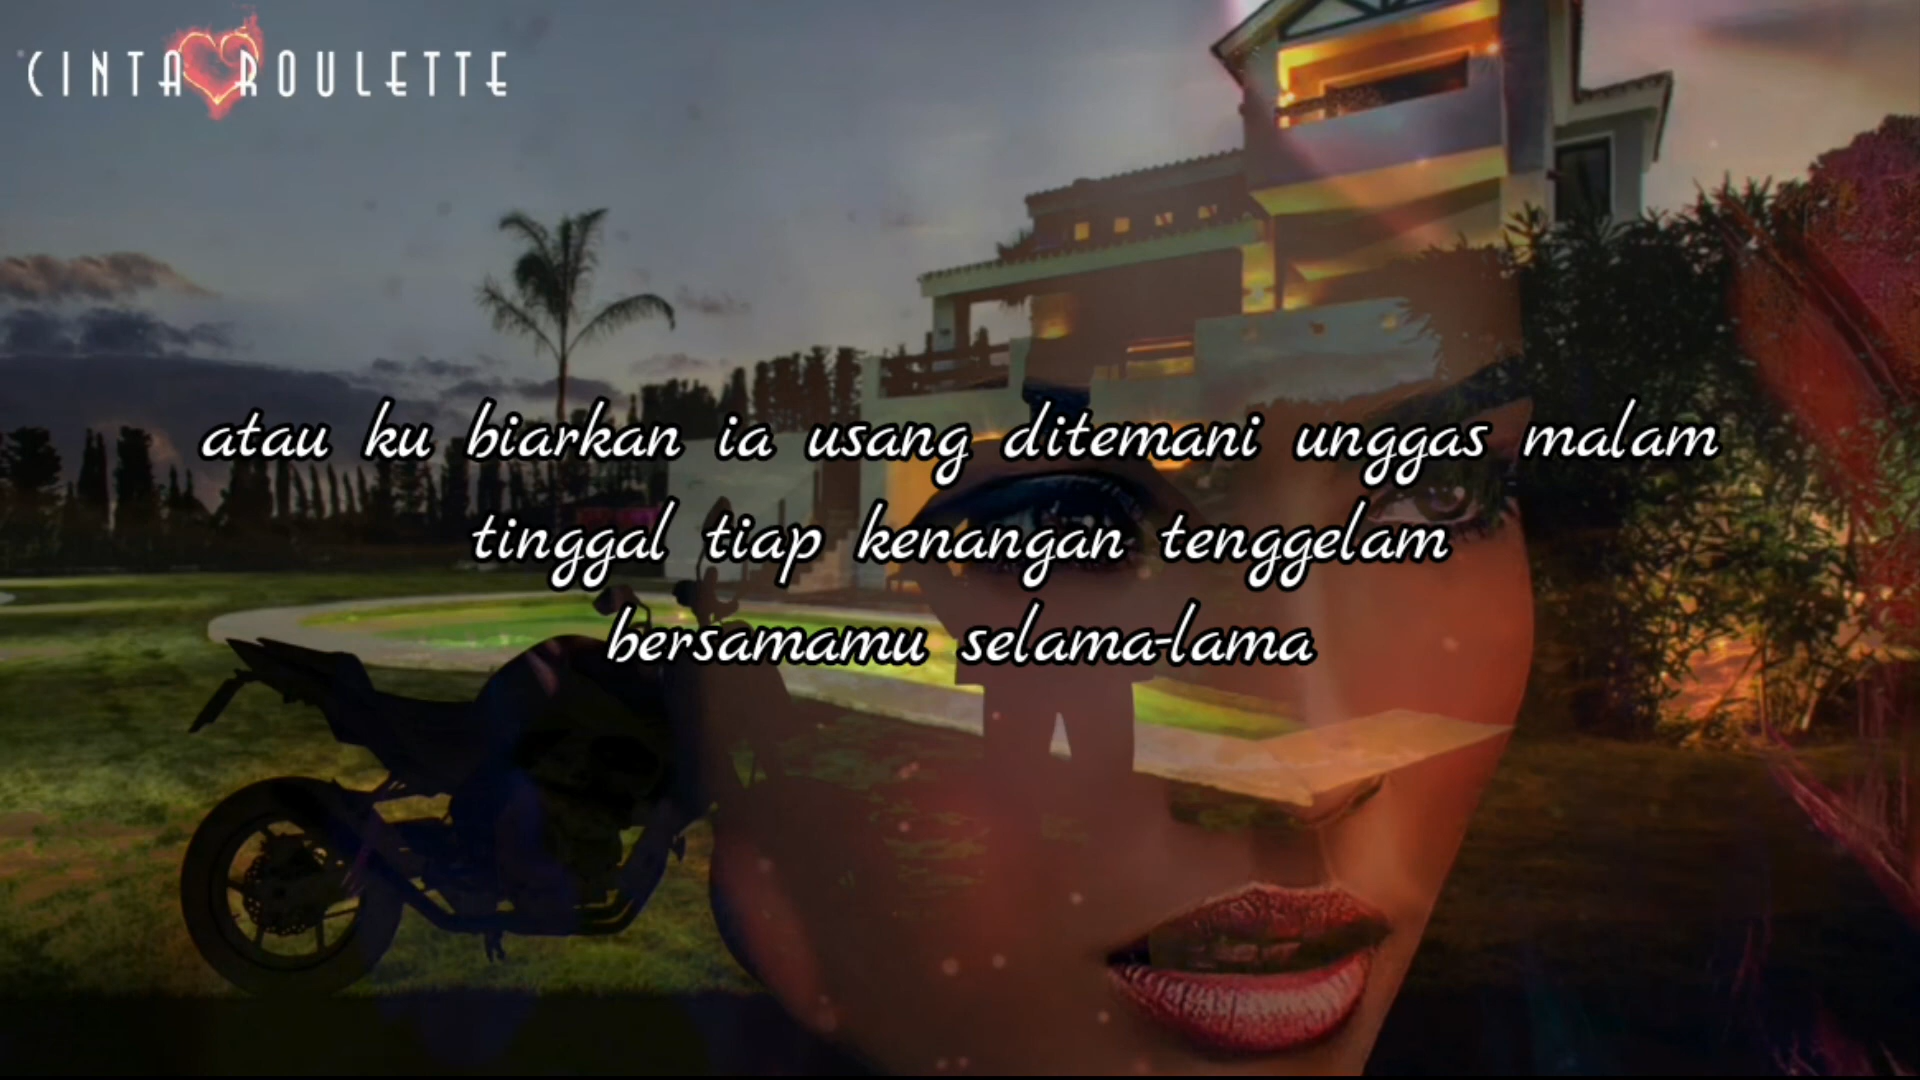 CINTA ROULETTE
atau ku biarkan ia usang ditemani unggas malam
tinggal tiap kenangan tenggelam
bersamamu selama-lama